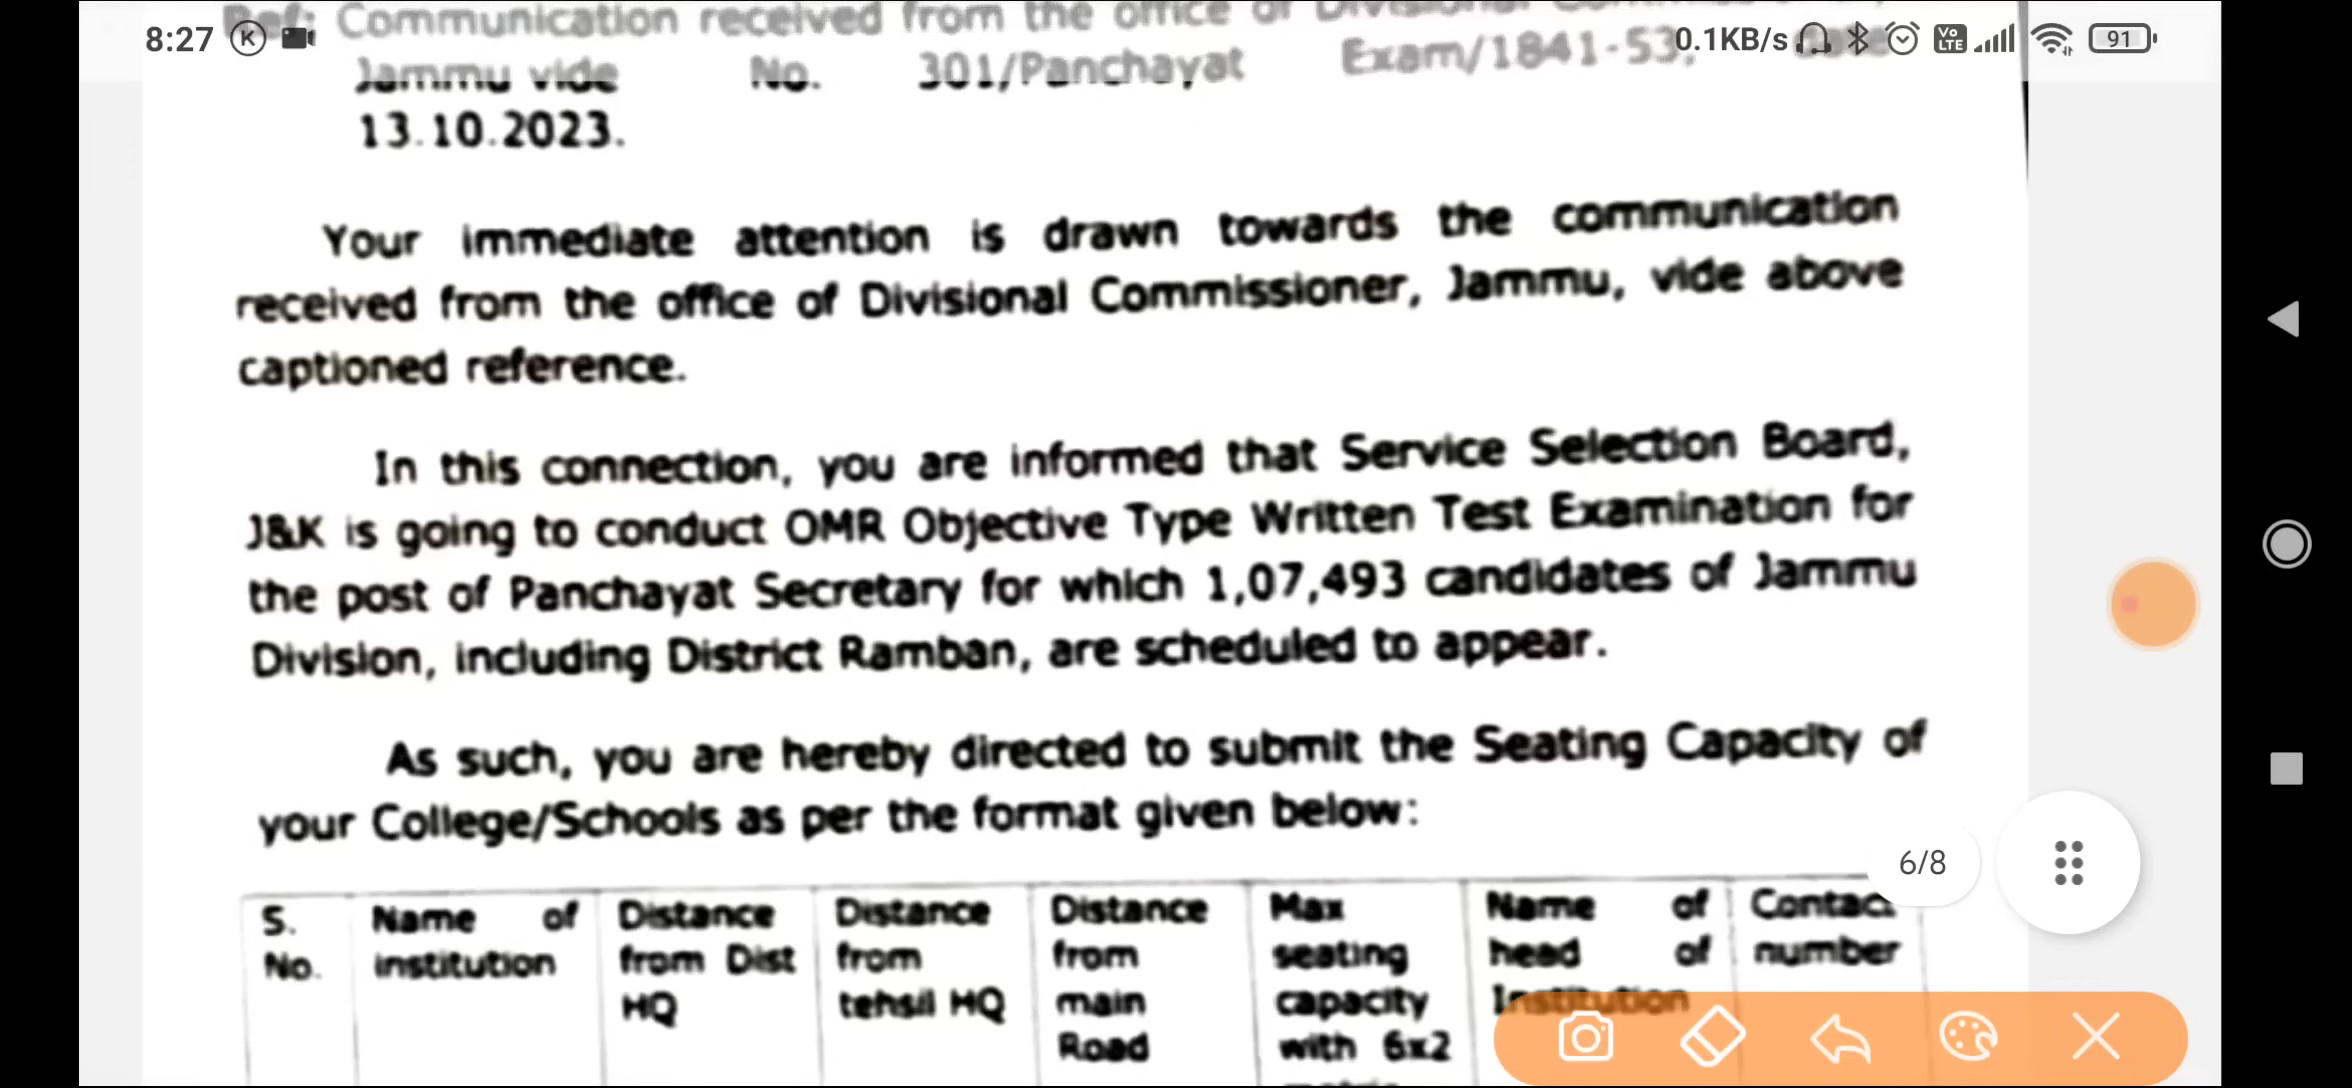 Ref: Communication received from the office of Divisional
8:27 K 0.1KB/s Vo LTE 91
Jammu vide No. 301/Panchayat Exam/1841-53,
13.10.2023.
Your immediate attention is drawn towards the communication
received from the office of Divisional Commissioner, Jammu, vide above
captioned reference.
In this connection, you are informed that Service Selection Board,
J&K is going to conduct OMR Objective Type Written Test Examination for
the post of Panchayat Secretary for which 1,07,493 candidates of Jammu
Division, including District Ramban, are scheduled to appear.
As such, you are hereby directed to submit the Seating Capacity of
your College/Schools as per the format given below:
6/8
S. No.
Name of institution
Distance from Dist HQ
Distance from tehsil HQ
Distance from main Road
Max seating capacity with 6x2
Name of head of Institution
Contact number